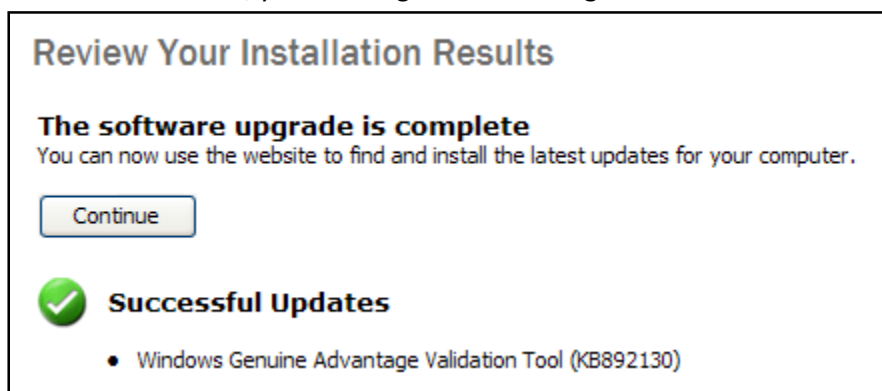 Review Your Installation Results
The software upgrade is complete
You can now use the website to find and install the latest updates for your computer.
Continue
Successful Updates
• Windows Genuine Advantage Validation Tool (KB892130)